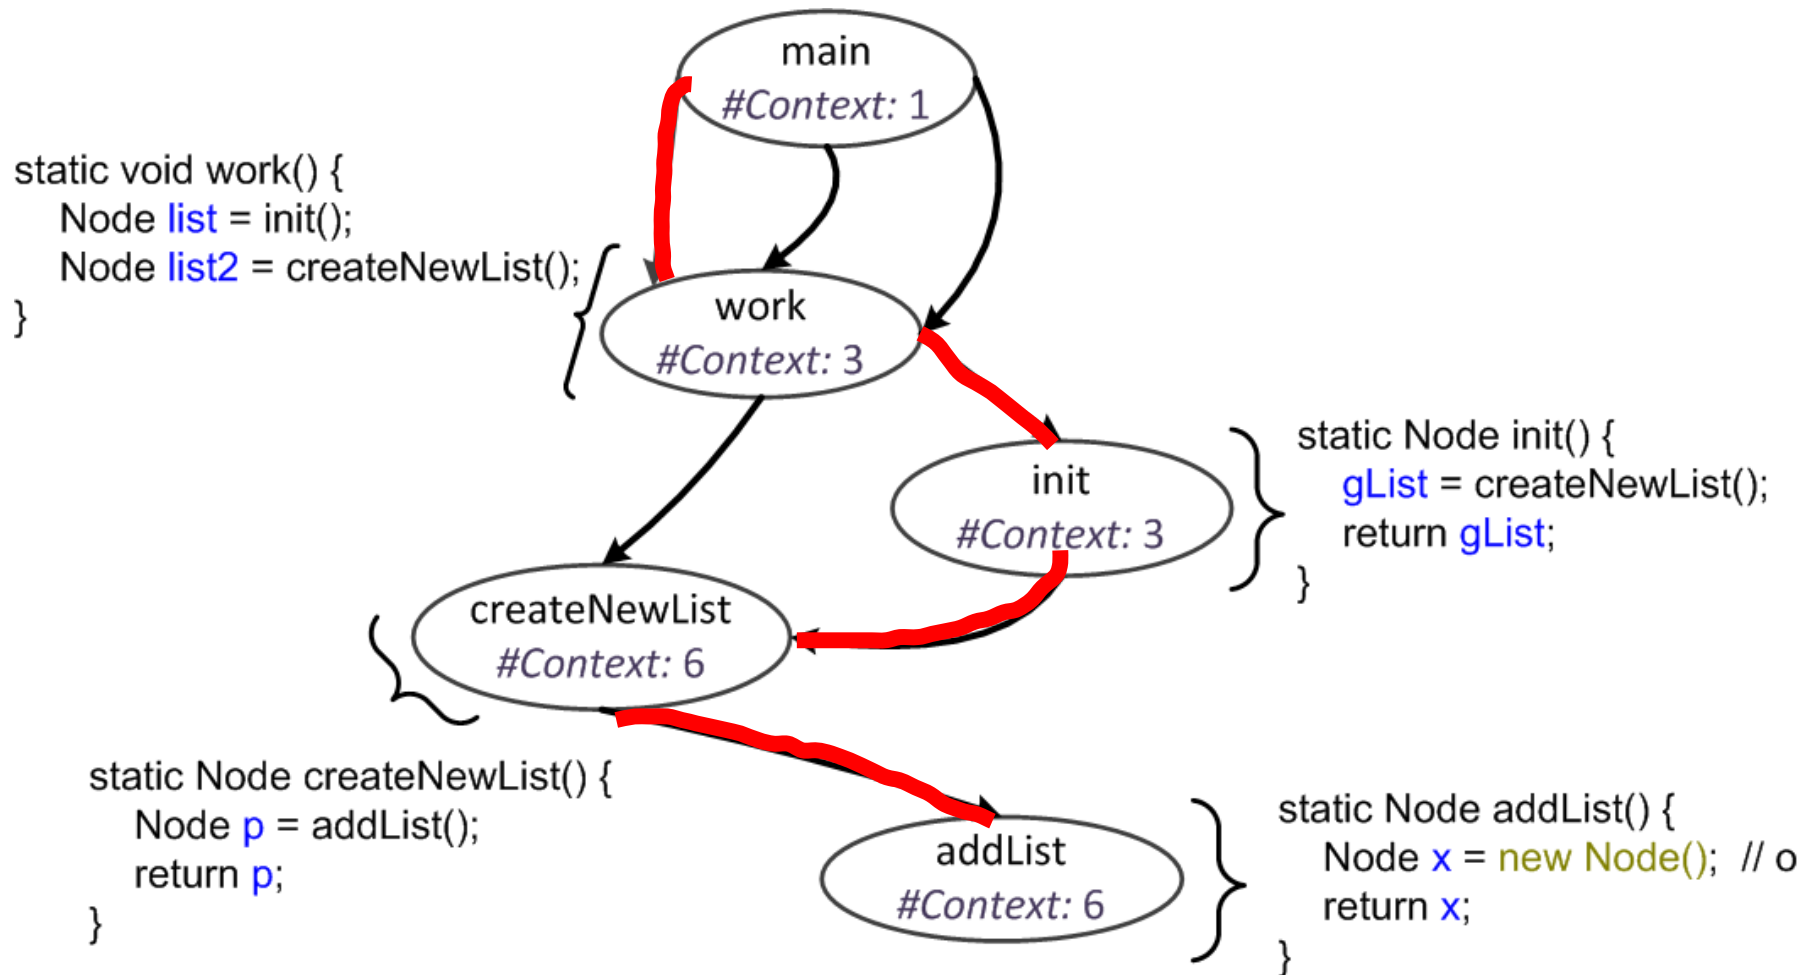 main
#Context: 1
static void work() {
Node list = init();
Node list2 = createNewList();
}
work
#Context: 3
static Node init() {
gList = createNewList();
return gList;
}
init
#Context: 3
createNewList
#Context: 6
static Node createNewList() {
Node p = addList();
return p;
}
addList
#Context: 6
static Node addList() {
Node x = new Node(); // o
return x;
}